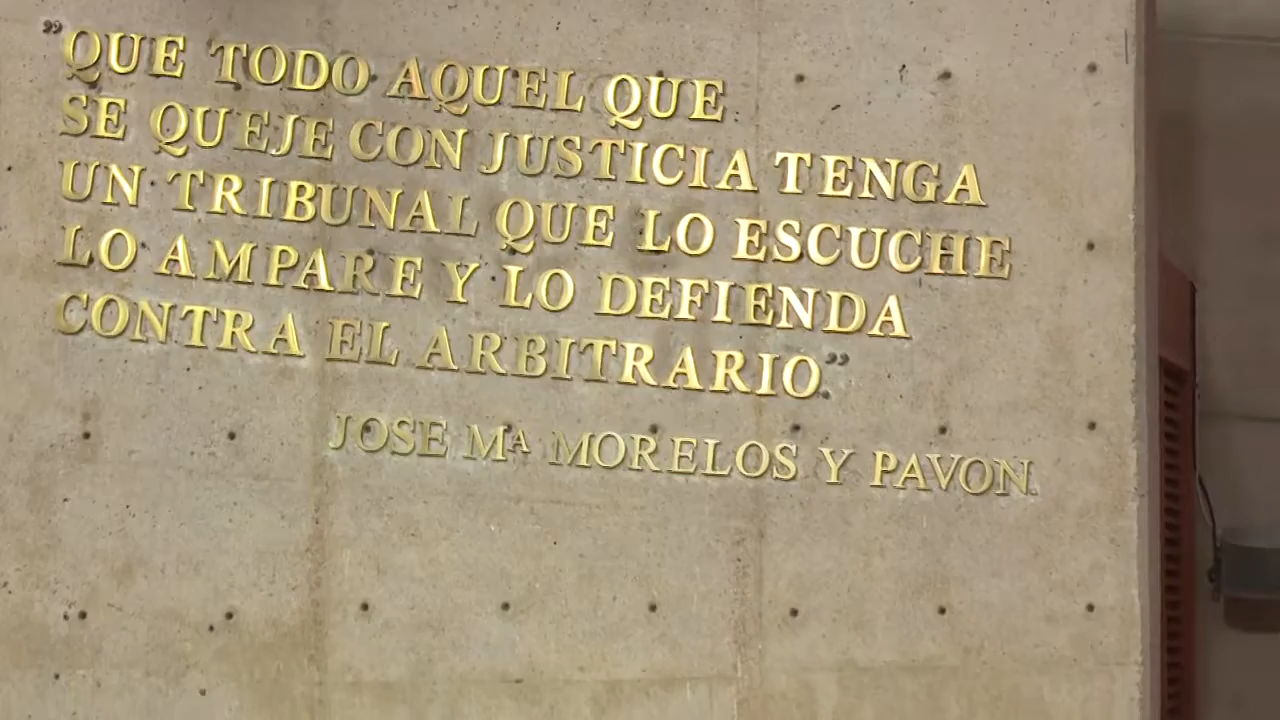 ”QUE TODO AQUEL QUE
SE QUEJE CON JUSTICIA TENGA
UN TRIBUNAL QUE LO ESCUCHE
LO AMPARE Y LO DEFIENDA
CONTRA EL ARBITRARIO”.
JOSE Mª MORELOS Y PAVON.